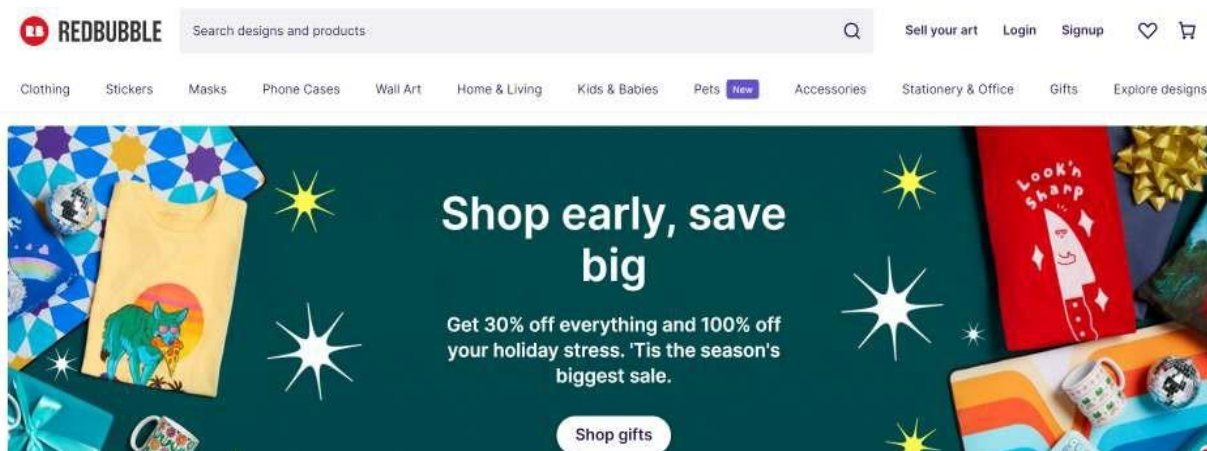 RB REDBUBBLE Search designs and products Sell your art Login Signup
Clothing Stickers Masks Phone Cases Wall Art Home & Living Kids & Babies Pets New Accessories Stationery & Office Gifts Explore designs
Look'n
Sharp
Shop early, save
big
Get 30% off everything and 100% off
your holiday stress. 'Tis the season's
biggest sale.
Shop gifts